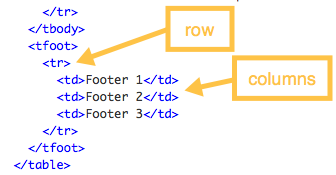 </tr>
</tbody>
<tfoot>
<tr>
<td>Footer 1</td>
<td>Footer 2</td>
<td>Footer 3</td>
</tr>
</tfoot>
</table>
row
columns